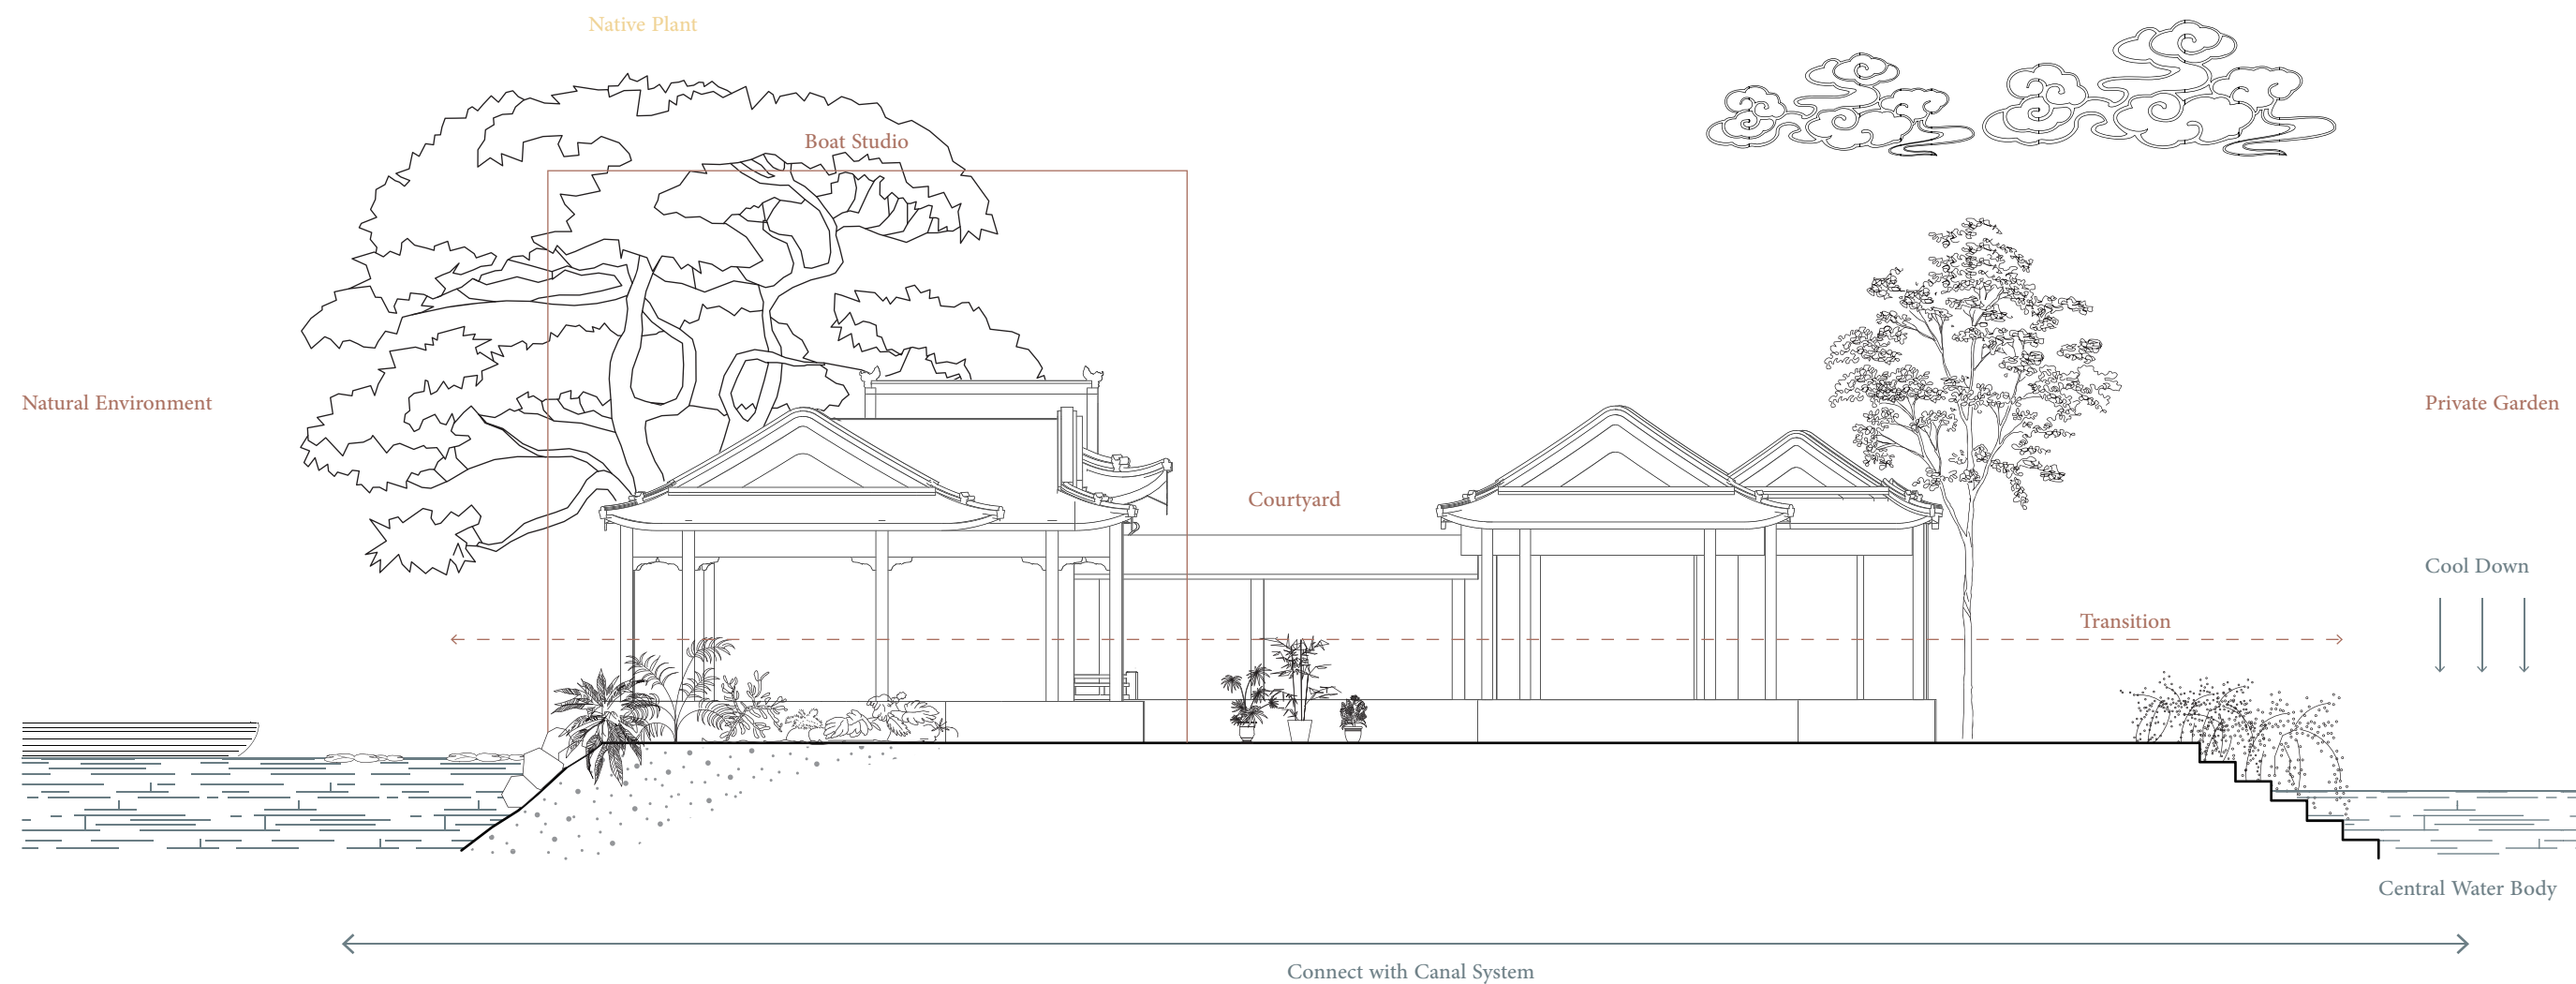 Native Plant
Boat Studio
Natural Environment
Private Garden
Courtyard
Cool Down
Transition
Central Water Body
Connect with Canal System